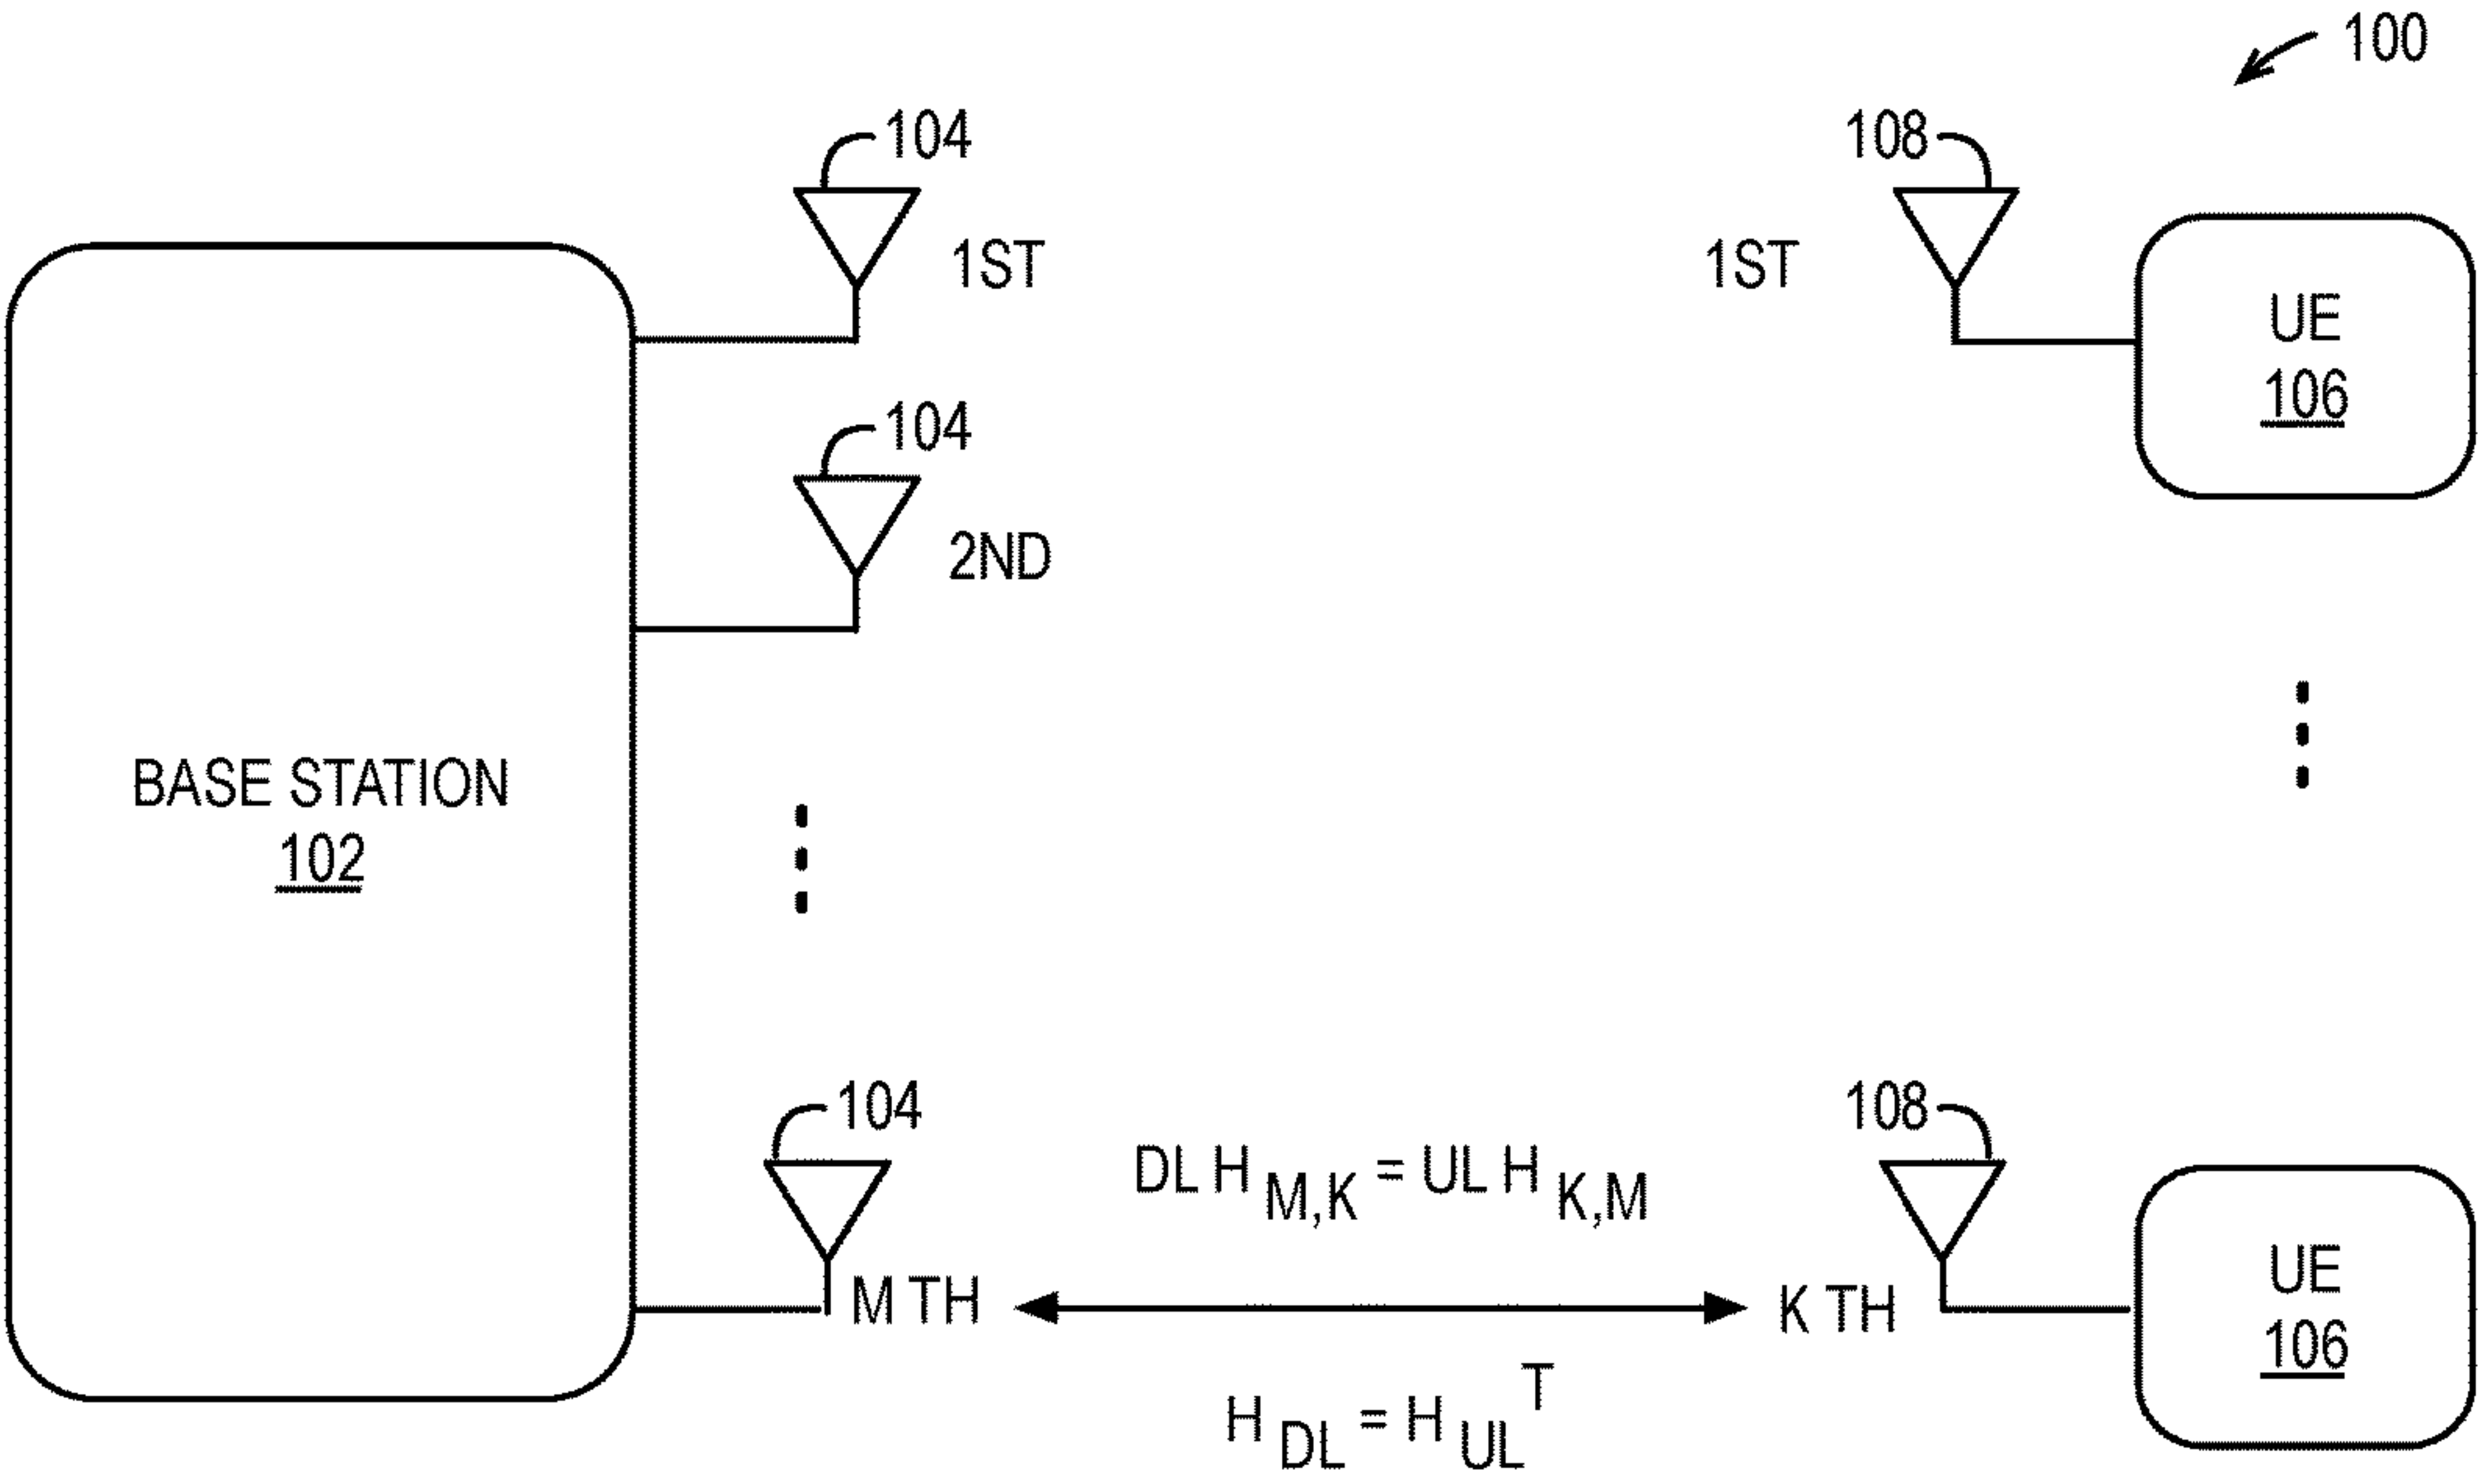 100
104
108
1ST
1ST
UE
106
104
2ND
BASE STATION
102
104
108
DL H M,K = UL H K,M
M TH
K TH
UE
106
H DL = H UL T